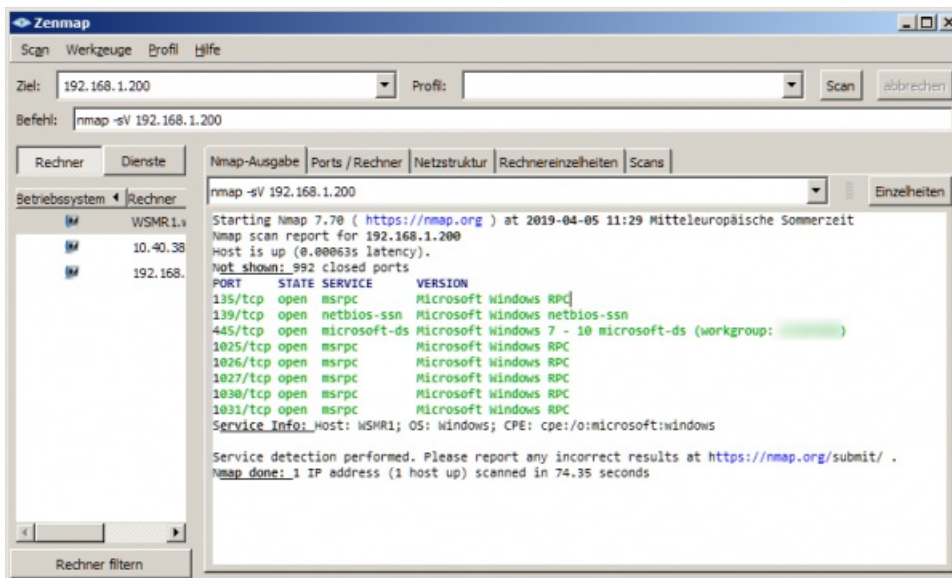 Zenmap
Scan Werkzeuge Profil Hilfe
Ziel: 192.168.1.200 Profil: Scan abbrechen
Befehl: nmap -sV 192.168.1.200
Rechner Dienste
Nmap-Ausgabe Ports / Rechner Netzstruktur Rechnereinzelheiten Scans
Betriebssystem Rechner
WSMR1.
10.40.38
192.168.
nmap -sV 192.168.1.200 Einzelheiten
Starting Nmap 7.70 ( https://nmap.org ) at 2019-04-05 11:29 Mitteleuropäische Sommerzeit
Nmap scan report for 192.168.1.200
Host is up (0.00063s latency).
Not shown: 992 closed ports
PORT STATE SERVICE VERSION
135/tcp open msrpc Microsoft Windows RPC
139/tcp open netbios-ssn Microsoft Windows netbios-ssn
445/tcp open microsoft-ds Microsoft Windows 7 - 10 microsoft-ds (workgroup: )
1025/tcp open msrpc Microsoft Windows RPC
1026/tcp open msrpc Microsoft Windows RPC
1027/tcp open msrpc Microsoft Windows RPC
1030/tcp open msrpc Microsoft Windows RPC
1031/tcp open msrpc Microsoft Windows RPC
Service Info: Host: WSMR1; OS: Windows; CPE: cpe:/o:microsoft:windows
Service detection performed. Please report any incorrect results at https://nmap.org/submit/ .
Nmap done: 1 IP address (1 host up) scanned in 74.35 seconds
Rechner filtern